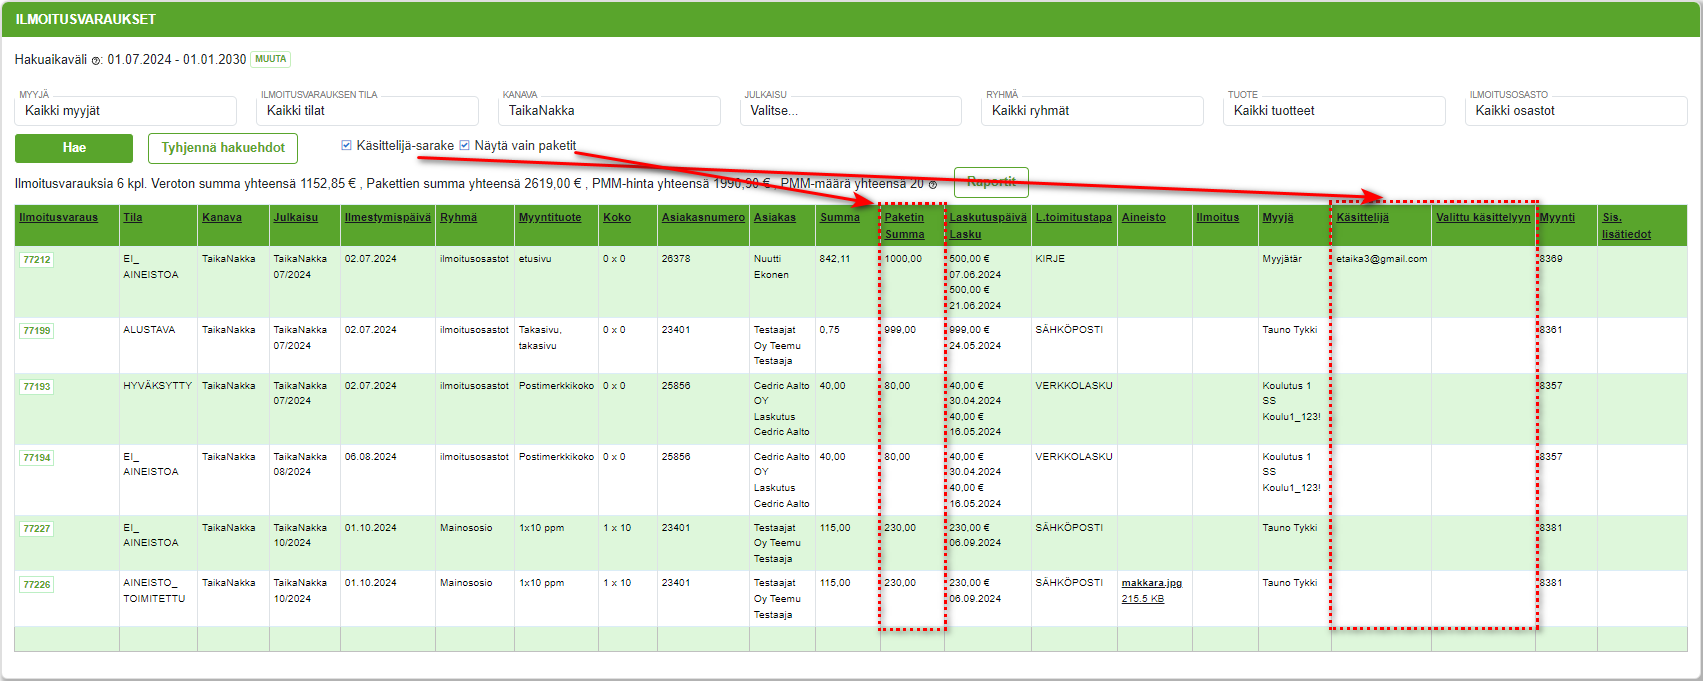 ILMOITUSVARAUKSET
Hakuaikaväli ?: 01.07.2024 - 01.01.2030 MUUTA
MYYJÄ ILMOITUSVARAUKSEN TILA KANAVA JULKAISU RYHMÄ TUOTE ILMOITUSOSASTO
Kaikki myyjät Kaikki tilat TaikaNakka Valitse... Kaikki ryhmät Kaikki tuotteet Kaikki osastot
Hae Tyhjennä hakuehdot Käsittelijä-sarake Näytä vain paketit
Ilmoitusvarauksia 6 kpl. Veroton summa yhteensä 1152,85 € , Pakettien summa yhteensä 2619,00 € , PMM-hinta yhteensä 1990,90 € , PMM-määrä yhteensä 20 ? Raportit
Ilmoitusvaraus Tila Kanava Julkaisu Ilmestymispäivä Ryhmä Myyntituote Koko Asiakasnumero Asiakas Summa Paketin Laskutuspäivä L.toimitustapa Aineisto Ilmoitus Myyjä Käsittelijä Valittu käsittelyyn Myynti Sis.
Summa Lasku lisätiedot
77212 EI_ TaikaNakka TaikaNakka 02.07.2024 ilmoitusosastot etusivu 0 x 0 26378 Nuutti 842,11 1000,00 500,00 € KIRJE Myyjätär etaika3@gmail.com 8369
AINEISTOA 07/2024 Ekonen 07.06.2024
500,00 €
21.06.2024
77199 ALUSTAVA TaikaNakka TaikaNakka 02.07.2024 ilmoitusosastot Takasivu, 0 x 0 23401 Testaajat 0,75 999,00 999,00 € SÄHKÖPOSTI Tauno Tykki 8361
07/2024 takasivu Oy Teemu 24.05.2024
Testaaja
77193 HYVÄKSYTTY TaikaNakka TaikaNakka 02.07.2024 ilmoitusosastot Postimerkkikoko 0 x 0 25856 Cedric Aalto 40,00 80,00 40,00 € VERKKOLASKU Koulutus 1 8357
07/2024 OY 30.04.2024 SS
Laskutus 40,00 € Koulu1_123!
Cedric Aalto 16.05.2024
77194 EI_ TaikaNakka TaikaNakka 06.08.2024 ilmoitusosastot Postimerkkikoko 0 x 0 25856 Cedric Aalto 40,00 80,00 40,00 € VERKKOLASKU Koulutus 1 8357
AINEISTOA 08/2024 OY 30.04.2024 SS
Laskutus 40,00 € Koulu1_123!
Cedric Aalto 16.05.2024
77227 EI_ TaikaNakka TaikaNakka 01.10.2024 Mainososio 1x10 ppm 1 x 10 23401 Testaajat 115,00 230,00 230,00 € SÄHKÖPOSTI Tauno Tykki 8381
AINEISTOA 10/2024 Oy Teemu 06.09.2024
Testaaja
77226 AINEISTO_ TaikaNakka TaikaNakka 01.10.2024 Mainososio 1x10 ppm 1 x 10 23401 Testaajat 115,00 230,00 230,00 € SÄHKÖPOSTI makkara.jpg Tauno Tykki 8381
TOIMITETTU 10/2024 Oy Teemu 06.09.2024 215.5 KB
Testaaja